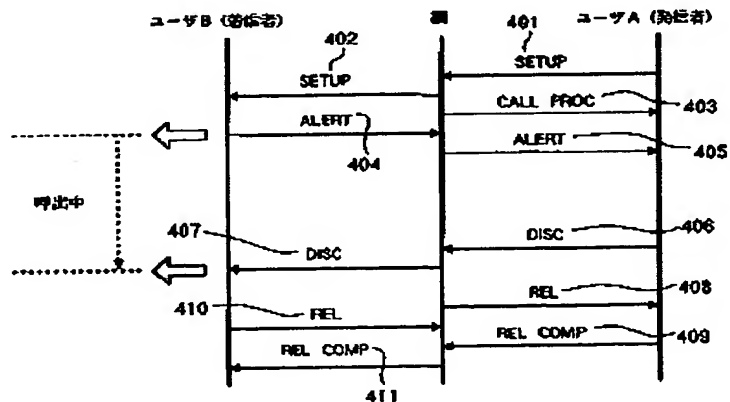 ユーザB(着信者)
網
ユーザA(発信者)
401
402
SETUP
SETUP
CALL PROC
403
ALERT
404
ALERT
405
呼出中
406
407
DISC
DISC
REL
408
410
REL
REL COMP
409
REL COMP
411